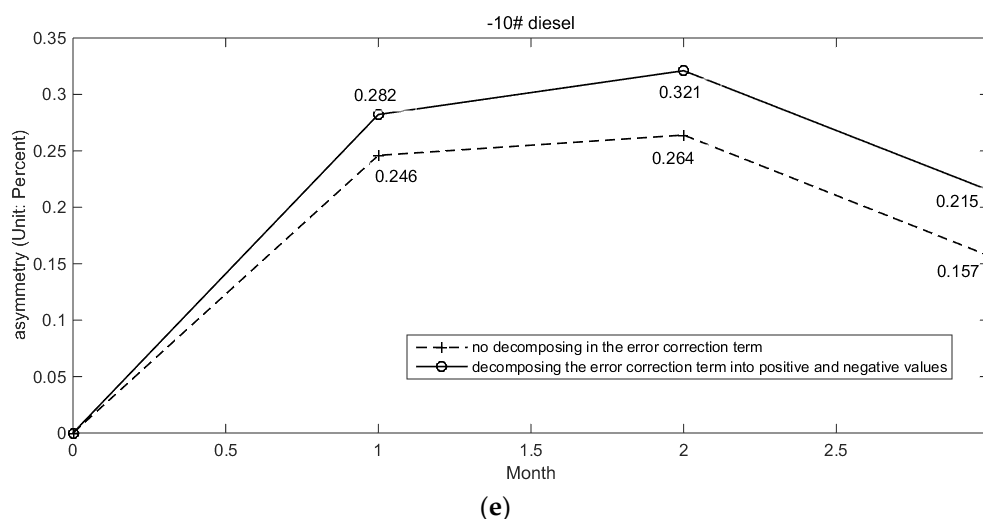 -10# diesel
0.35
0.3
0.25
0.2
0.15
0.1
0.05
0
asymmetry (Unit: Percent)
0.282
0.321
0.246
0.264
0.215
0.157
no decomposing in the error correction term
decomposing the error correction term into positive and negative values
0 0.5 1 1.5 2 2.5
Month
(e)